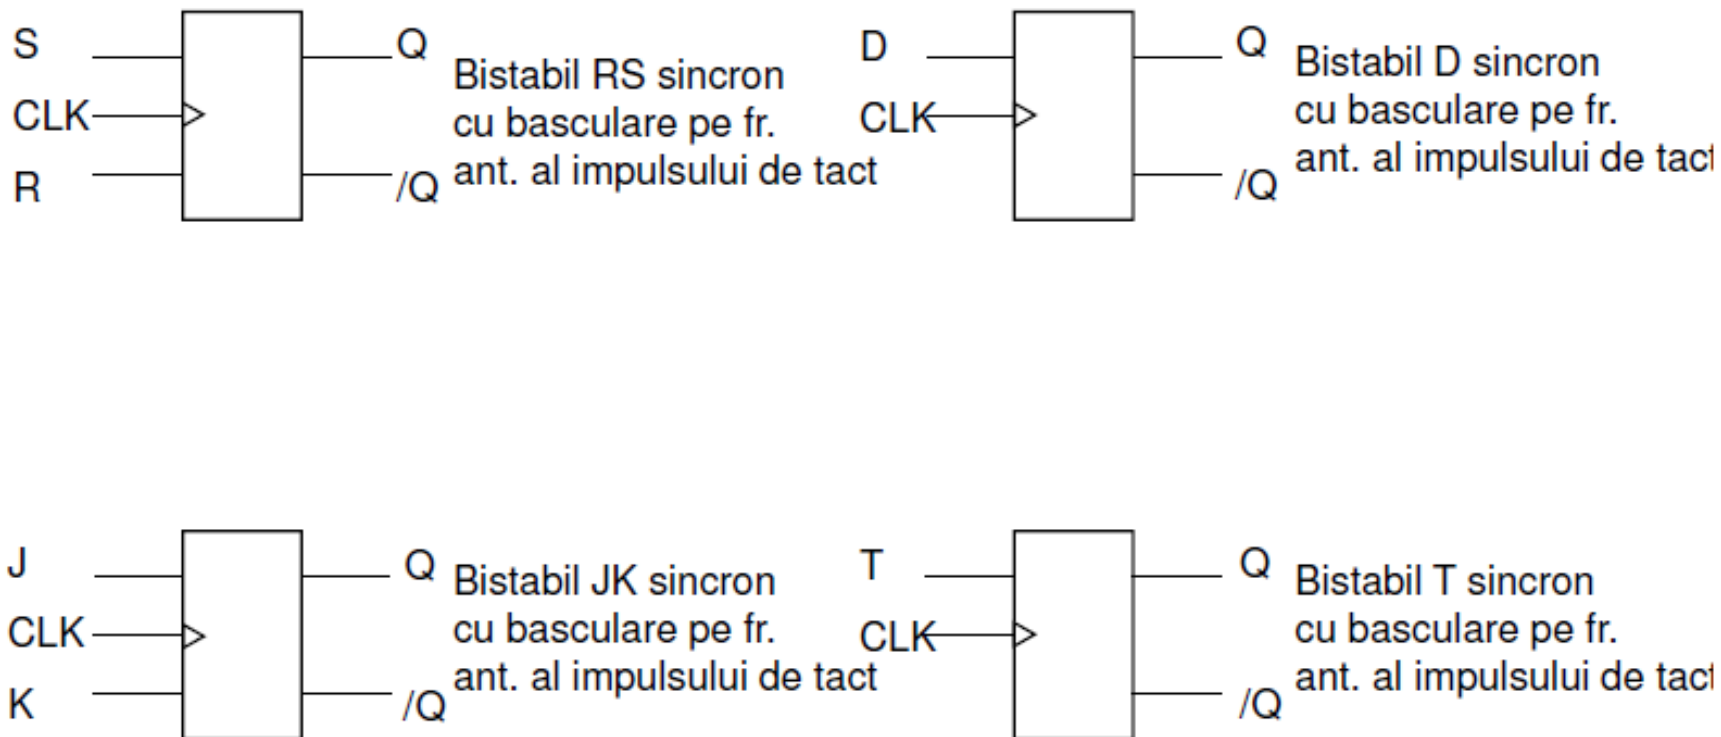 S
CLK
R
Q
/Q
Bistabil RS sincron
cu basculare pe fr.
ant. al impulsului de tact
D
CLK
Q
/Q
Bistabil D sincron
cu basculare pe fr.
ant. al impulsului de tact
J
CLK
K
Q
/Q
Bistabil JK sincron
cu basculare pe fr.
ant. al impulsului de tact
T
CLK
Q
/Q
Bistabil T sincron
cu basculare pe fr.
ant. al impulsului de tact